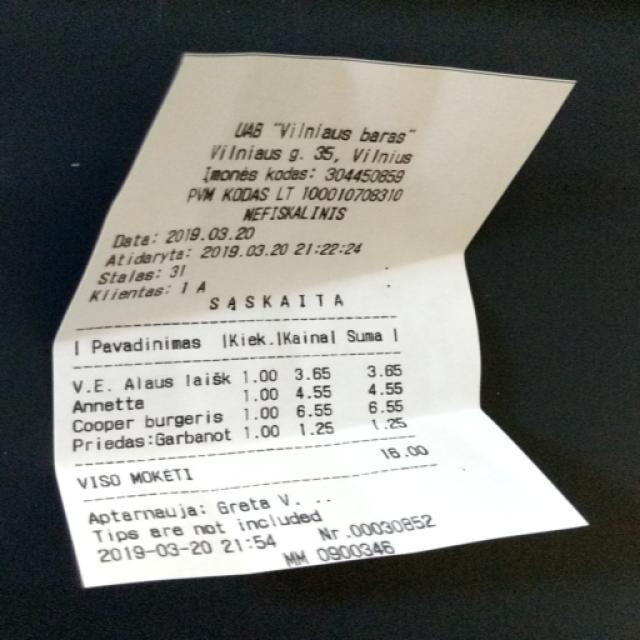 UAB "Vilniaus baras"
Vilniaus g. 35, Vilnius
Įmonės kodas: 304450859
PVM KODAS LT 100010708310
NEFISKALINIS
Data: 2019.03.20
Atidaryta: 2019.03.20 21:22:24
Stalas: 31
Klientas: 1 A
SĄSKAITA
| Pavadinimas |Kiek.|Kaina| Suma |
V.E. Alaus laišk 1.00 3.65 3.65
Annetta 1.00 4.55 4.55
Cooper burgeris 1.00 6.55 6.55
Priedas:Garbanot 1.00 1.25 1.25
VISO MOKĖTI 16.00
Aptarnauja: Greta V. ..
Tips are not included
2019-03-20 21:54 Nr.00030852
MM 0900346